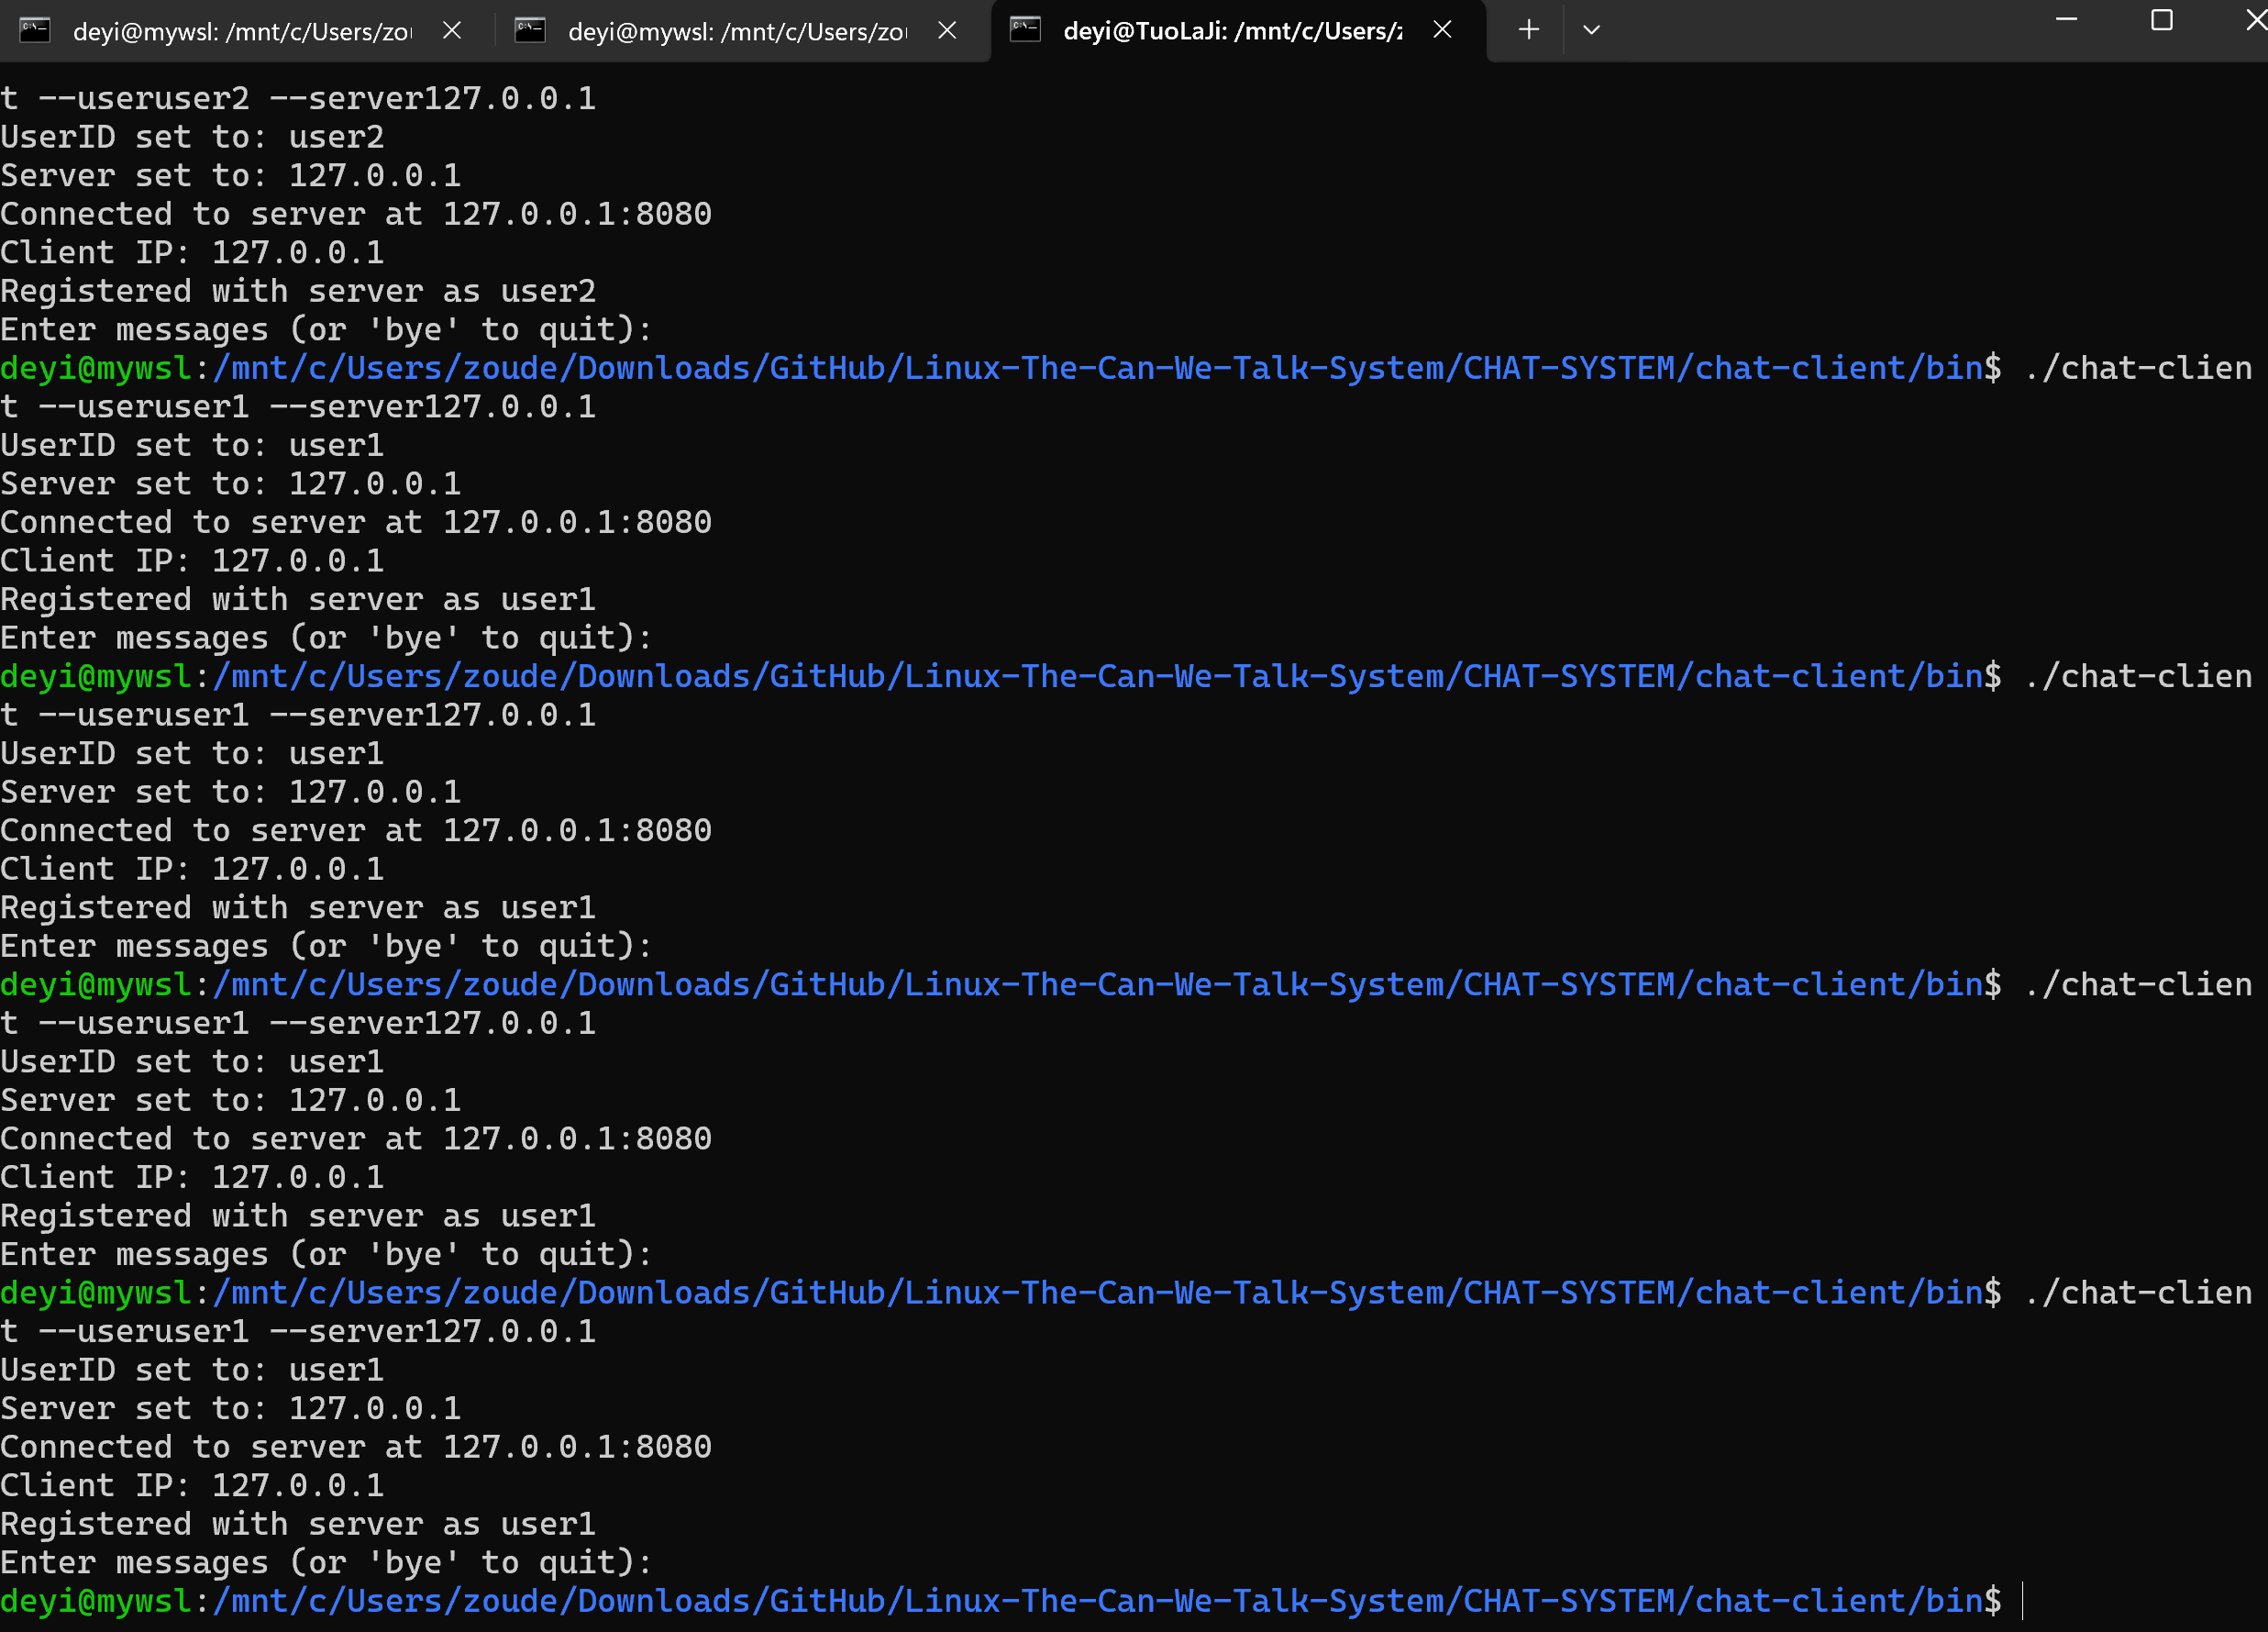 deyi@mywsl: /mnt/c/Users/zou
deyi@mywsl: /mnt/c/Users/zou
deyi@TuoLaJi: /mnt/c/Users/z
t --useruser2 --server127.0.0.1
UserID set to: user2
Server set to: 127.0.0.1
Connected to server at 127.0.0.1:8080
Client IP: 127.0.0.1
Registered with server as user2
Enter messages (or 'bye' to quit):
deyi@mywsl:/mnt/c/Users/zoude/Downloads/GitHub/Linux-The-Can-We-Talk-System/CHAT-SYSTEM/chat-client/bin$ ./chat-clien
t --useruser1 --server127.0.0.1
UserID set to: user1
Server set to: 127.0.0.1
Connected to server at 127.0.0.1:8080
Client IP: 127.0.0.1
Registered with server as user1
Enter messages (or 'bye' to quit):
deyi@mywsl:/mnt/c/Users/zoude/Downloads/GitHub/Linux-The-Can-We-Talk-System/CHAT-SYSTEM/chat-client/bin$ ./chat-clien
t --useruser1 --server127.0.0.1
UserID set to: user1
Server set to: 127.0.0.1
Connected to server at 127.0.0.1:8080
Client IP: 127.0.0.1
Registered with server as user1
Enter messages (or 'bye' to quit):
deyi@mywsl:/mnt/c/Users/zoude/Downloads/GitHub/Linux-The-Can-We-Talk-System/CHAT-SYSTEM/chat-client/bin$ ./chat-clien
t --useruser1 --server127.0.0.1
UserID set to: user1
Server set to: 127.0.0.1
Connected to server at 127.0.0.1:8080
Client IP: 127.0.0.1
Registered with server as user1
Enter messages (or 'bye' to quit):
deyi@mywsl:/mnt/c/Users/zoude/Downloads/GitHub/Linux-The-Can-We-Talk-System/CHAT-SYSTEM/chat-client/bin$ ./chat-clien
t --useruser1 --server127.0.0.1
UserID set to: user1
Server set to: 127.0.0.1
Connected to server at 127.0.0.1:8080
Client IP: 127.0.0.1
Registered with server as user1
Enter messages (or 'bye' to quit):
deyi@mywsl:/mnt/c/Users/zoude/Downloads/GitHub/Linux-The-Can-We-Talk-System/CHAT-SYSTEM/chat-client/bin$